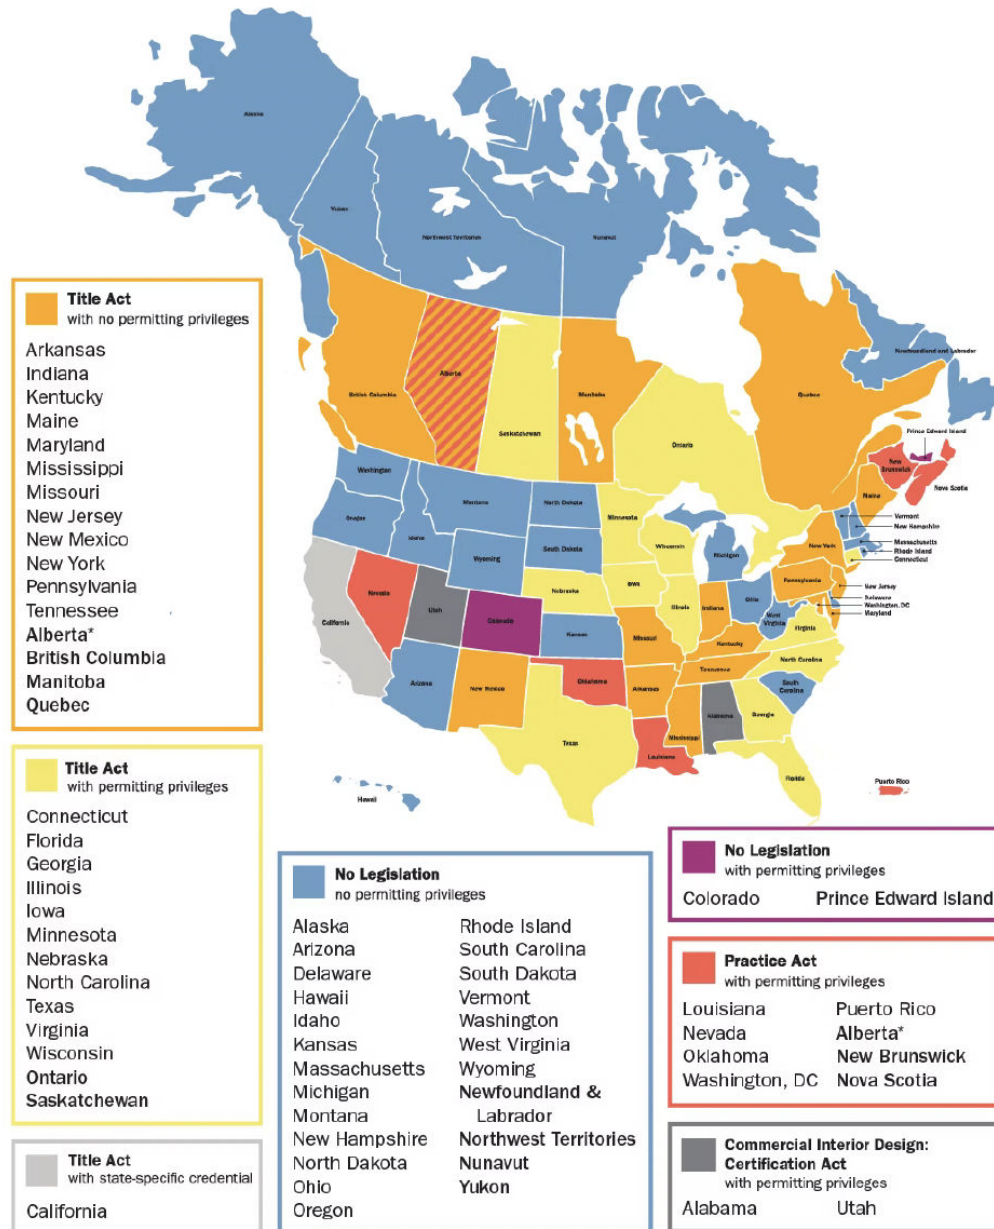 Alaska
Yukon
Northwest Territories
Nunavut
Title Act
with no permitting privileges
Arkansas
Indiana
Kentucky
Maine
Maryland
Mississippi
Missouri
New Jersey
New Mexico
New York
Pennsylvania
Tennessee
Alberta*
British Columbia
Manitoba
Quebec
British Columbia
Alberta
Saskatchewan
Manitoba
Ontario
Quebec
Newfoundland and Labrador
Prince Edward Island
New
Brunswick
Nova Scotia
Maine
Vermont
New Hampshire
Massachusetts
Rhode Island
Connecticut
New Jersey
Delaware
Washington, DC
Maryland
Washington
Oregon
Idaho
Montana
Wyoming
North Dakota
South Dakota
Minnesota
Wisconsin
Michigan
New York
Pennsylvania
California
Nevada
Utah
Colorado
Nebraska
Kansas
Iowa
Illinois
Indiana
Ohio
West
Virginia
Virginia
Missouri
Kentucky
Tennessee
North Carolina
South
Carolina
Arizona
New Mexico
Oklahoma
Arkansas
Texas
Louisiana
Mississippi
Alabama
Georgia
Florida
Hawaii
Puerto Rico
Title Act
with permitting privileges
Connecticut
Florida
Georgia
Illinois
Iowa
Minnesota
Nebraska
North Carolina
Texas
Virginia
Wisconsin
Ontario
Saskatchewan
Title Act
with state-specific credential
California
No Legislation
no permitting privileges
Alaska
Arizona
Delaware
Hawaii
Idaho
Kansas
Massachusetts
Michigan
Montana
New Hampshire
North Dakota
Ohio
Oregon
Rhode Island
South Carolina
South Dakota
Vermont
Washington
West Virginia
Wyoming
Newfoundland &
Labrador
Northwest Territories
Nunavut
Yukon
No Legislation
with permitting privileges
Colorado Prince Edward Island
Practice Act
with permitting privileges
Louisiana Puerto Rico
Nevada Alberta*
Oklahoma New Brunswick
Washington, DC Nova Scotia
Commercial Interior Design:
Certification Act
with permitting privileges
Alabama Utah